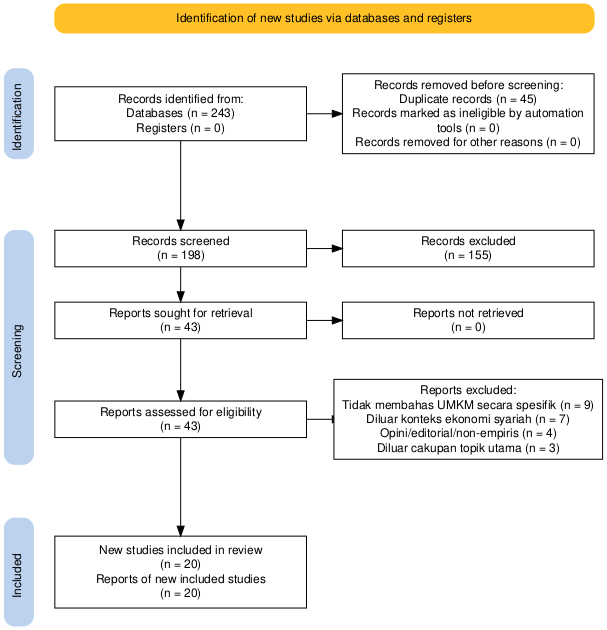 Identification of new studies via databases and registers
Identification
Records identified from:
Databases (n = 243)
Registers (n = 0)
Records removed before screening:
Duplicate records (n = 45)
Records marked as ineligible by automation
tools (n = 0)
Records removed for other reasons (n = 0)
Screening
Records screened
(n = 198)
Records excluded
(n = 155)
Reports sought for retrieval
(n = 43)
Reports not retrieved
(n = 0)
Reports assessed for eligibility
(n = 43)
Reports excluded:
Tidak membahas UMKM secara spesifik (n = 9)
Diluar konteks ekonomi syariah (n = 7)
Opini/editorial/non-empiris (n = 4)
Diluar cakupan topik utama (n = 3)
Included
New studies included in review
(n = 20)
Reports of new included studies
(n = 20)